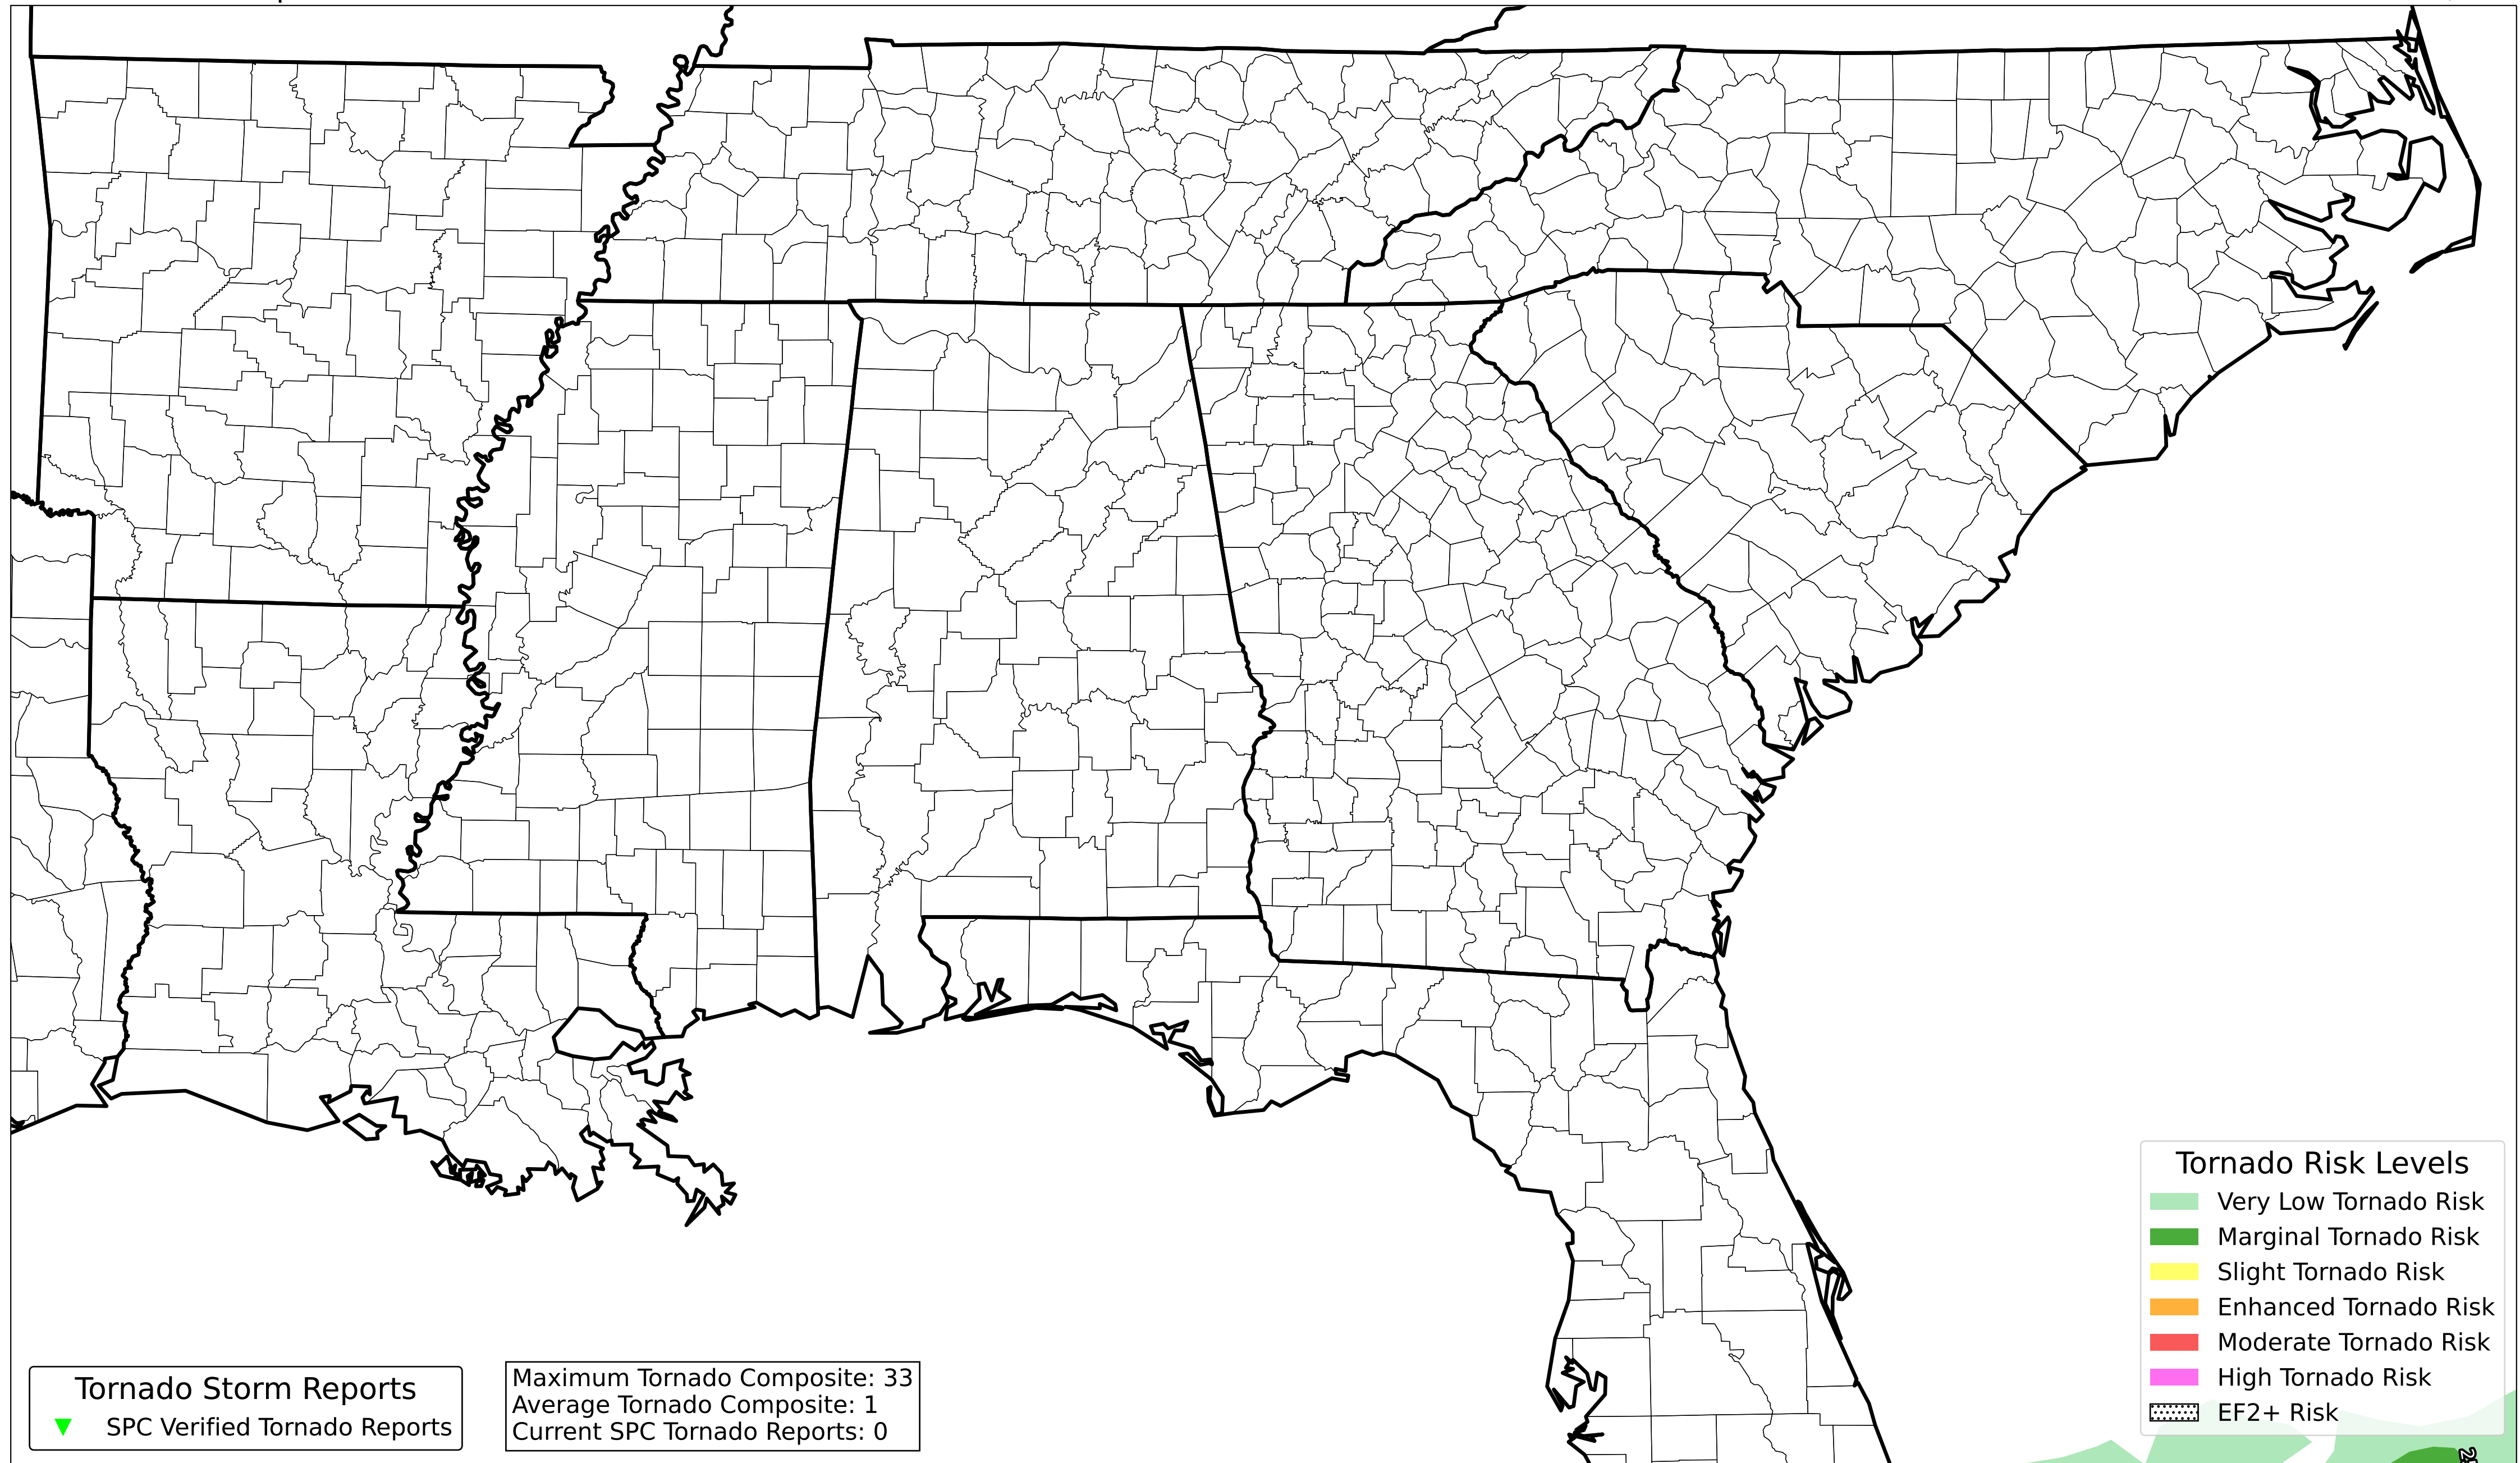 Tornado Risk Levels
Very Low Tornado Risk
Marginal Tornado Risk
Slight Tornado Risk
Enhanced Tornado Risk
Moderate Tornado Risk
High Tornado Risk
EF2+ Risk
Tornado Storm Reports
SPC Verified Tornado Reports
Maximum Tornado Composite: 33
Average Tornado Composite: 1
Current SPC Tornado Reports: 0